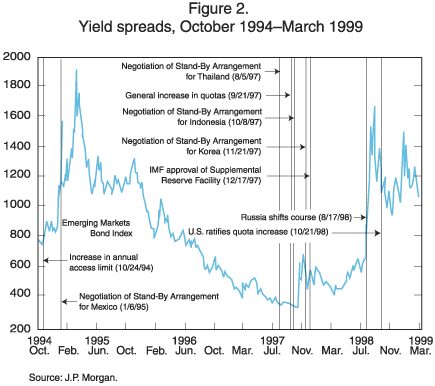 Figure 2.
Yield spreads, October 1994–March 1999
2000
1800
1600
1400
1200
1000
800
600
400
200
Negotiation of Stand-By Arrangement
for Thailand (8/5/97)
General increase in quotas (9/21/97)
Negotiation of Stand-By Arrangement
for Indonesia (10/8/97)
Negotiation of Stand-By Arrangement
for Korea (11/21/97)
IMF approval of Supplemental
Reserve Facility (12/17/97)
Russia shifts course (8/17/98)
U.S. ratifies quota increase (10/21/98)
Emerging Markets
Bond Index
Increase in annual
access limit (10/24/94)
Negotiation of Stand-By Arrangement
for Mexico (1/6/95)
1994 1995 1996 1997 1998 1999
Oct. Feb. Jun. Oct. Mar. Jul. Nov. Mar. Jul. Nov. Mar. Jul. Nov. Mar.
Source: J.P. Morgan.